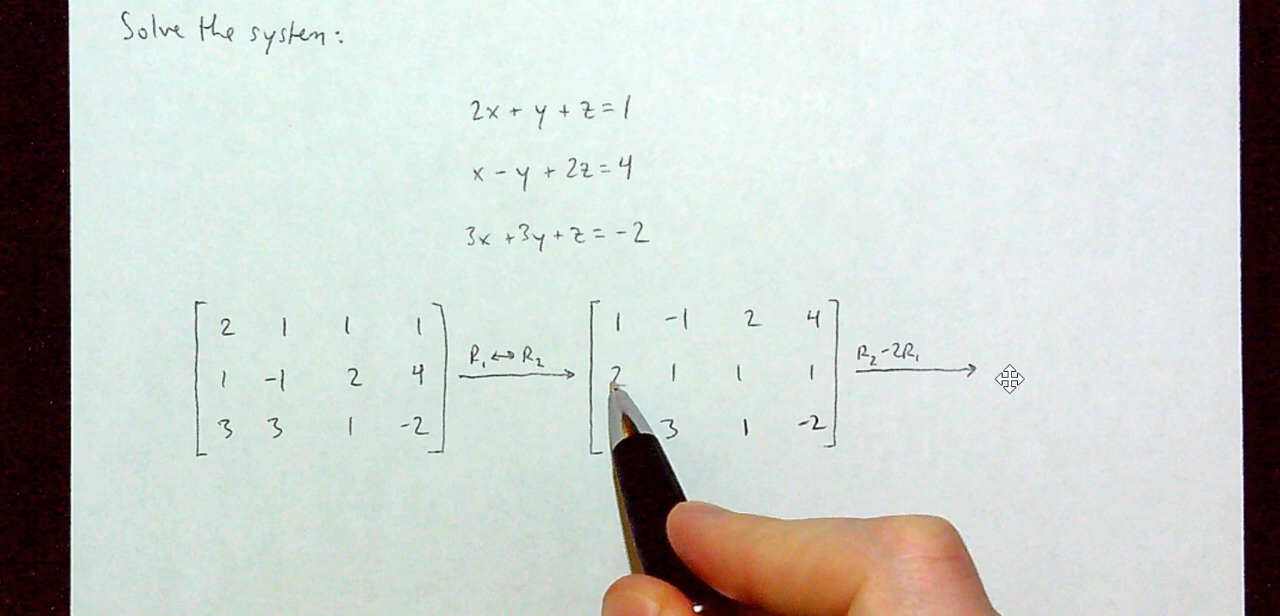 Solve the system:
2x + y + z = 1
x - y + 2z = 4
3x + 3y + z = -2
2 1 1 1 R₁ ↔ R₂ 1 -1 2 4 R₂ - 2R₁
1 -1 2 4 2 1 1 1
3 3 1 -2 3 1 -2